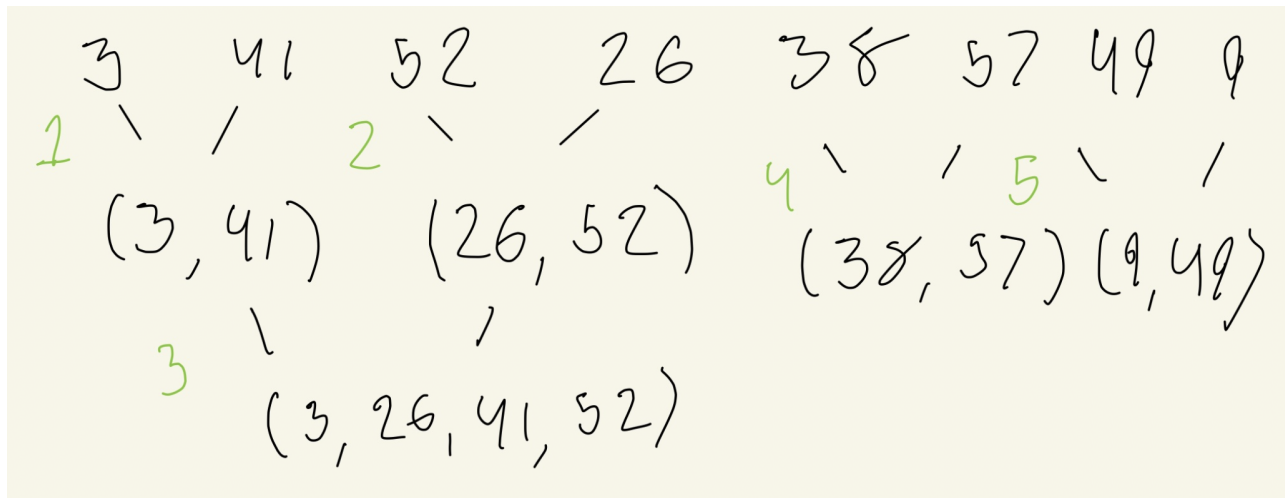 3 41 52 26 38 57 49 9
1 2 4 5
(3, 41) (26, 52) (38, 57) (9, 49)
3
(3, 26, 41, 52)